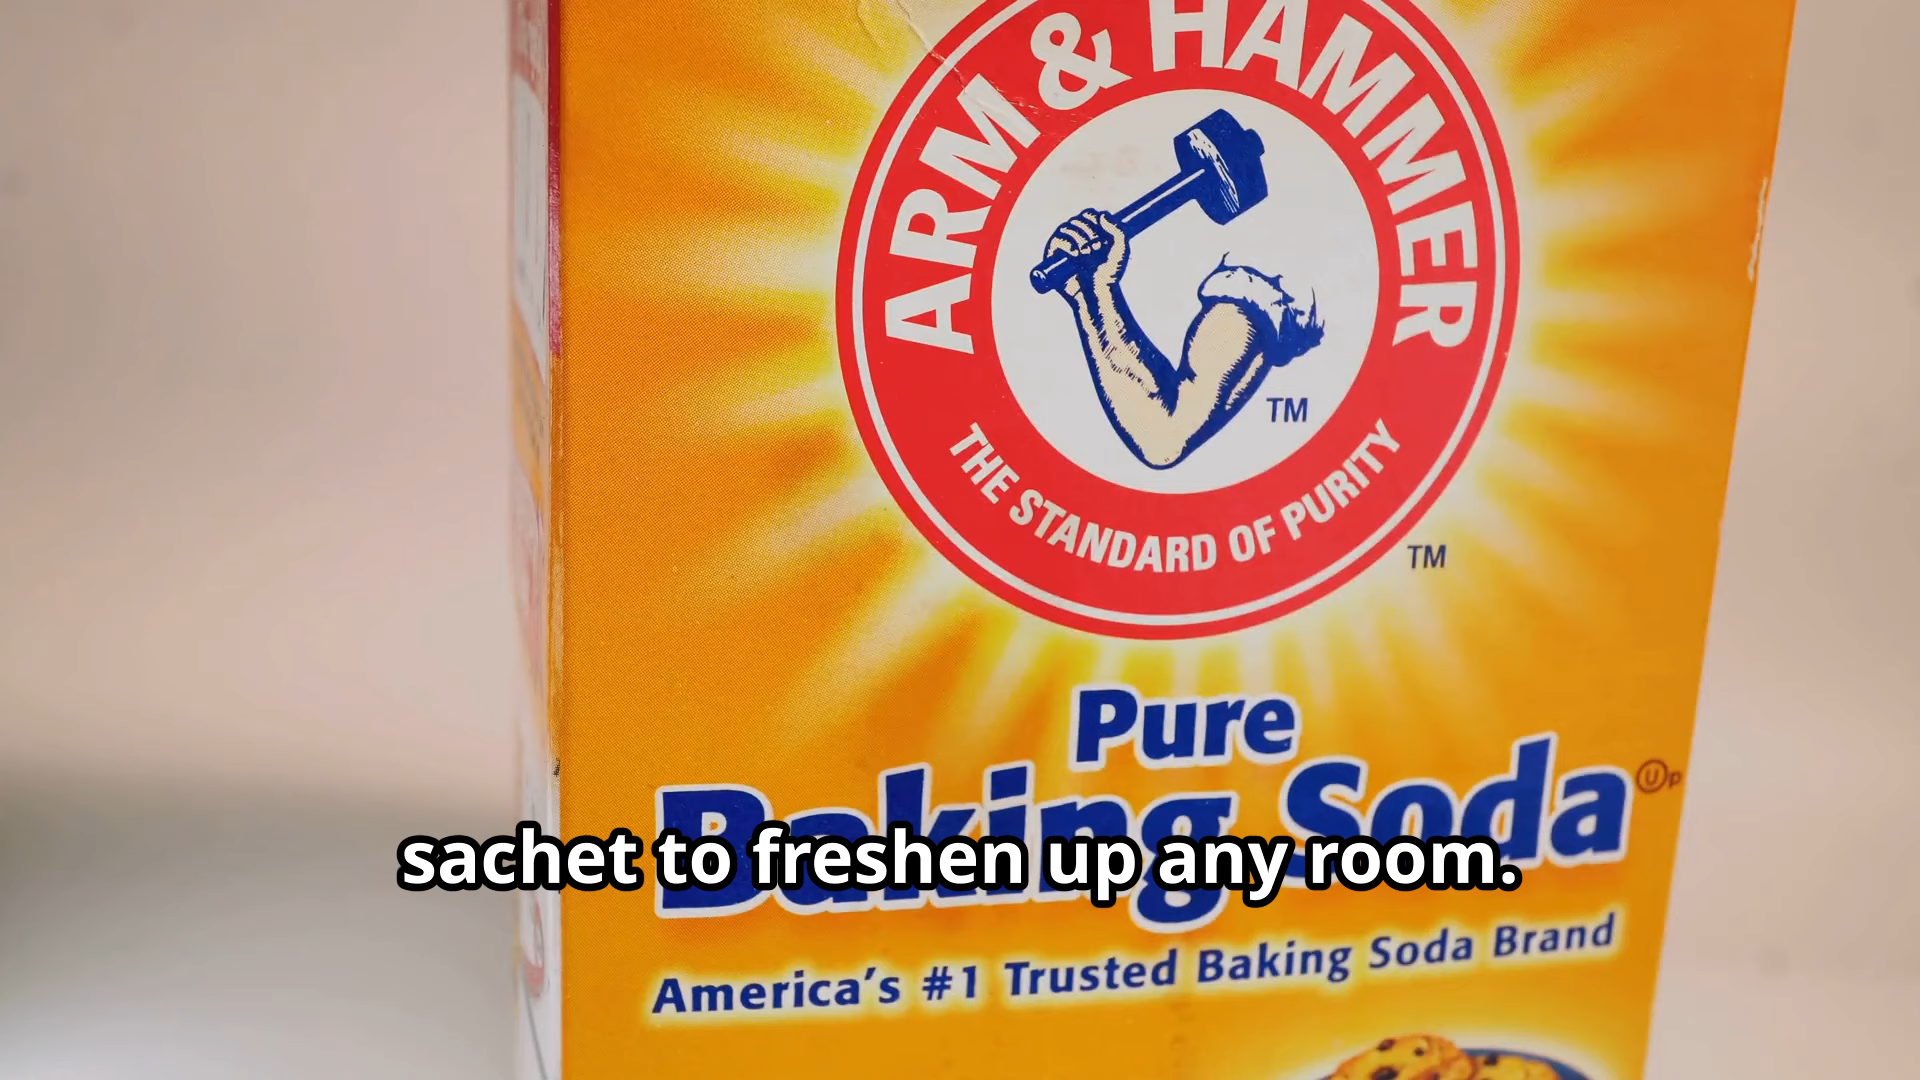 ARM & HAMMER
TM
THE STANDARD OF PURITY
TM
Pure
Baking Soda
Up
sachet to freshen up any room.
America's #1 Trusted Baking Soda Brand